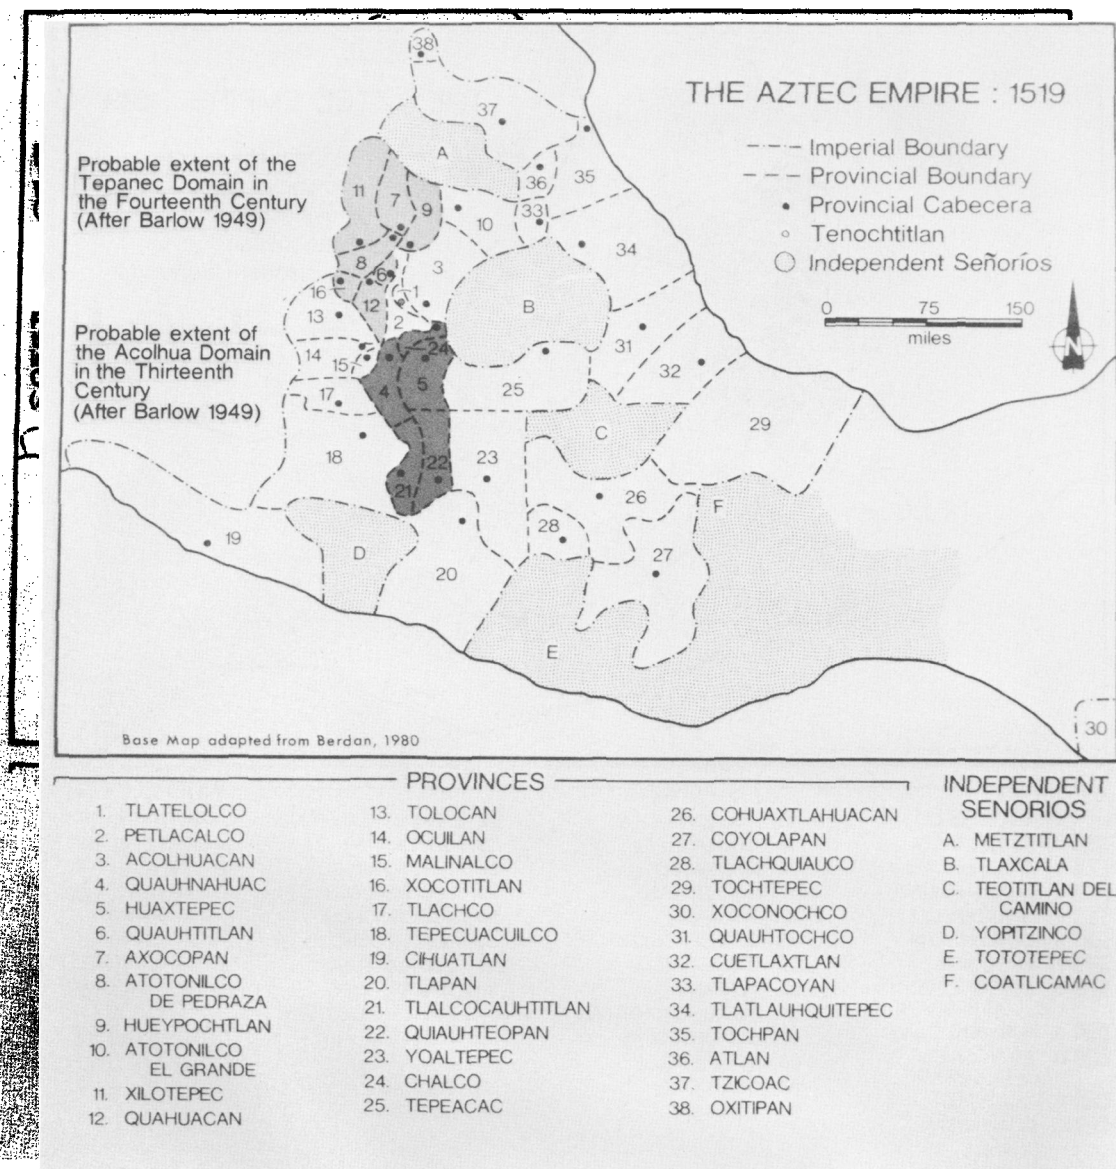 THE AZTEC EMPIRE : 1519
Imperial Boundary
Provincial Boundary
Provincial Cabecera
Tenochtitlan
Independent Señoríos
0 75 150
miles
N
Probable extent of the
Tepanec Domain in
the Fourteenth Century
(After Barlow 1949)
Probable extent of
the Acolhua Domain
in the Thirteenth
Century
(After Barlow 1949)
38
37
A
36
35
11
7
9
10
33
34
8
6
3
16
12
1
B
13
2
14
15
24
31
32
25
4
5
17
C
29
18
22
23
21
26
F
28
27
19
D
20
E
30
Base Map adapted from Berdan, 1980
PROVINCES
1. TLATELOLCO
2. PETLACALCO
3. ACOLHUACAN
4. QUAUHNAHUAC
5. HUAXTEPEC
6. QUAUHTITLAN
7. AXOCOPAN
8. ATOTONILCO
DE PEDRAZA
9. HUEYPOCHTLAN
10. ATOTONILCO
EL GRANDE
11. XILOTEPEC
12. QUAHUACAN
13. TOLOCAN
14. OCUILAN
15. MALINALCO
16. XOCOTITLAN
17. TLACHCO
18. TEPECUACUILCO
19. CIHUATLAN
20. TLAPAN
21. TLALCOCAUHTITLAN
22. QUIAUHTEOPAN
23. YOALTEPEC
24. CHALCO
25. TEPEACAC
26. COHUAXTLAHUACAN
27. COYOLAPAN
28. TLACHQUIAUCO
29. TOCHTEPEC
30. XOCONOCHCO
31. QUAUHTOCHCO
32. CUETLAXTLAN
33. TLAPACOYAN
34. TLATLAUHQUITEPEC
35. TOCHPAN
36. ATLAN
37. TZICOAC
38. OXITIPAN
INDEPENDENT
SENORIOS
A. METZTITLAN
B. TLAXCALA
C. TEOTITLAN DEL
CAMINO
D. YOPITZINCO
E. TOTOTEPEC
F. COATLICAMAC